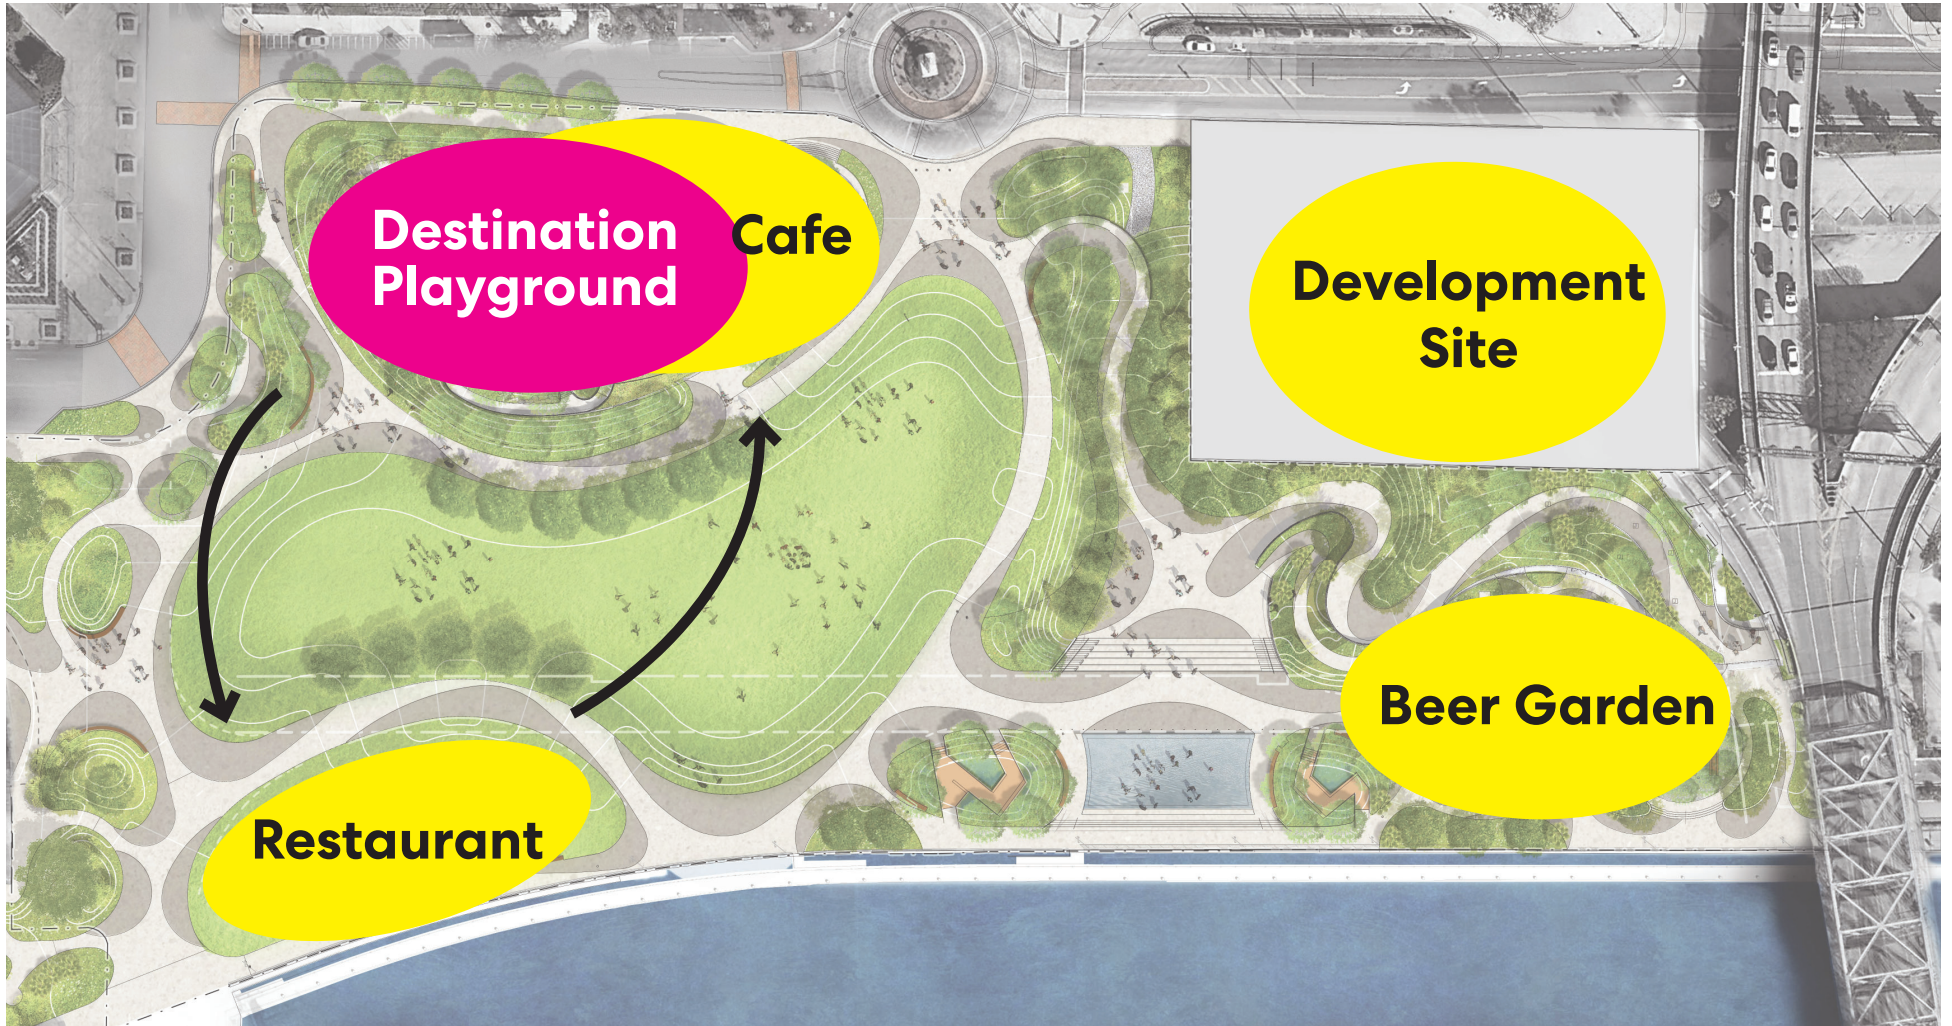 Destination
Playground
Cafe
Development
Site
Beer Garden
Restaurant